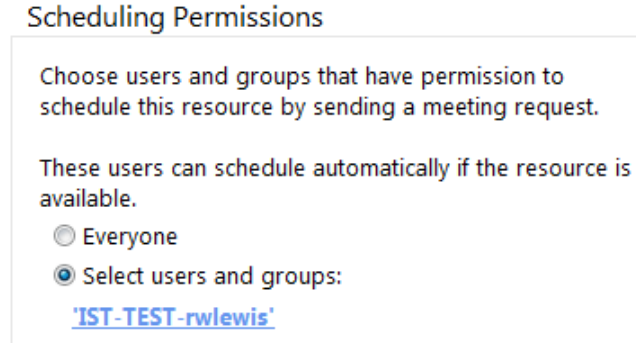 Scheduling Permissions
Choose users and groups that have permission to
schedule this resource by sending a meeting request.
These users can schedule automatically if the resource is
available.
Everyone
Select users and groups:
'IST-TEST-rwlewis'